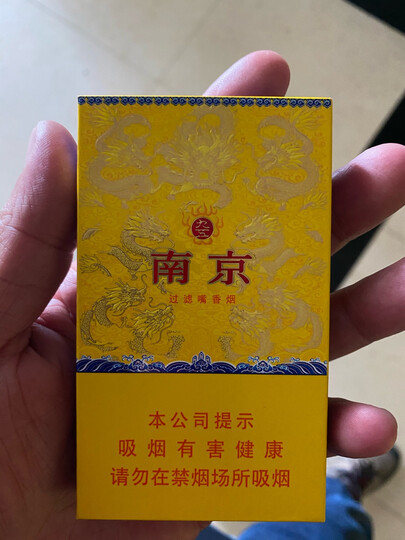 南京
过滤嘴香烟
本公司提示
吸烟有害健康
请勿在禁烟场所吸烟